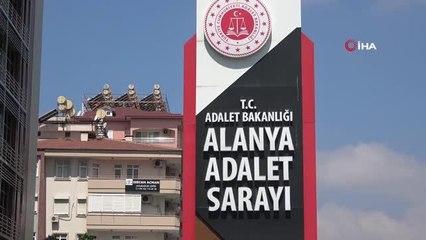 İHA
T.C.
ADALET BAKANLIĞI
ALANYA
ADALET
SARAYI